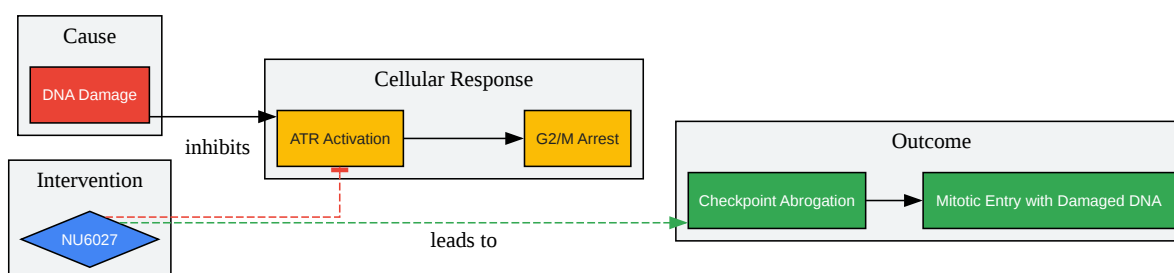 Cause
DNA Damage
inhibits
Cellular Response
ATR Activation
G2/M Arrest
Intervention
NU6027
leads to
Outcome
Checkpoint Abrogation
Mitotic Entry with Damaged DNA